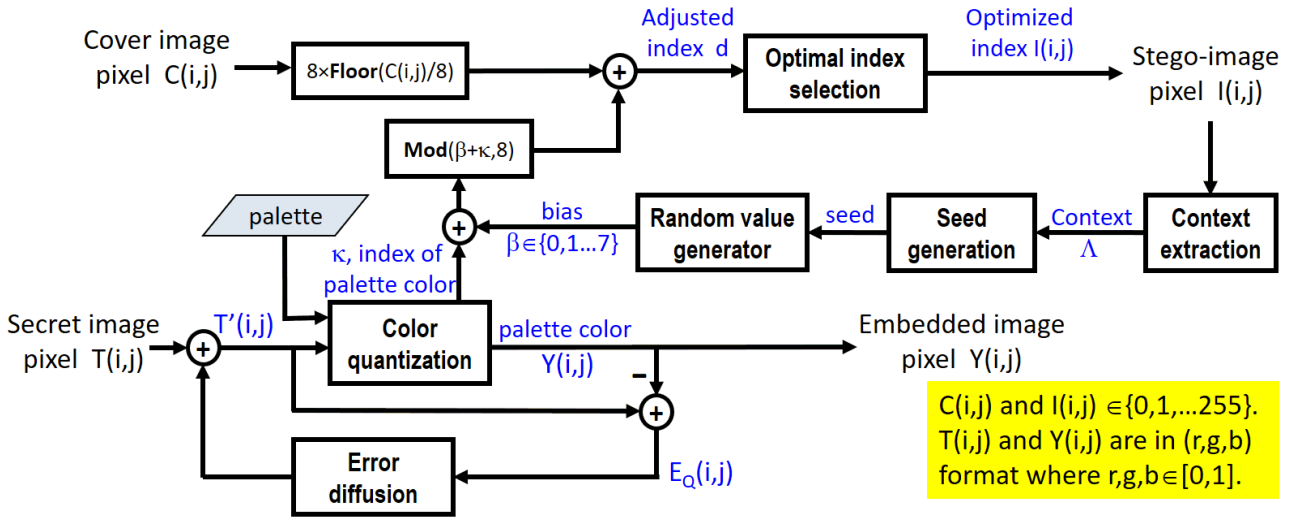 Cover image
pixel C(i,j)
8×Floor(C(i,j)/8)
+
Adjusted
index d
Optimal index
selection
Optimized
index I(i,j)
Stego-image
pixel I(i,j)
Mod(β+κ,8)
palette
+
bias
β∈{0,1...7}
Random value
generator
seed
Seed
generation
Context
Λ
Context
extraction
κ, index of
palette color
Secret image
pixel T(i,j)
+
T'(i,j)
Color
quantization
palette color
Y(i,j)
Embedded image
pixel Y(i,j)
−
+
Error
diffusion
E_Q(i,j)
C(i,j) and I(i,j) ∈{0,1,...255}.
T(i,j) and Y(i,j) are in (r,g,b)
format where r,g,b∈[0,1].